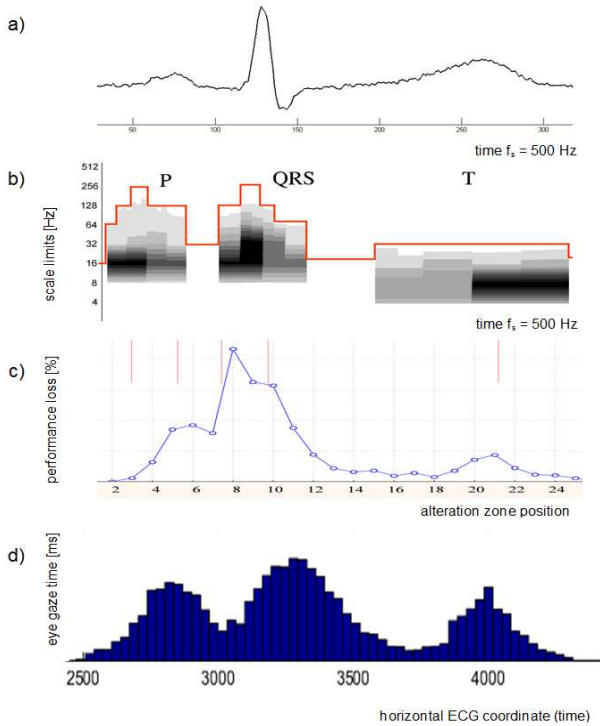 a)
50 100 150 200 250 300
time fs = 500 Hz
b)
scale limits [Hz]
512
256
128
64
32
16
8
4
P QRS T
time fs = 500 Hz
c)
performance loss [%]
2 4 6 8 10 12 14 16 18 20 22 24
alteration zone position
d)
eye gaze time [ms]
2500 3000 3500 4000
horizontal ECG coordinate (time)